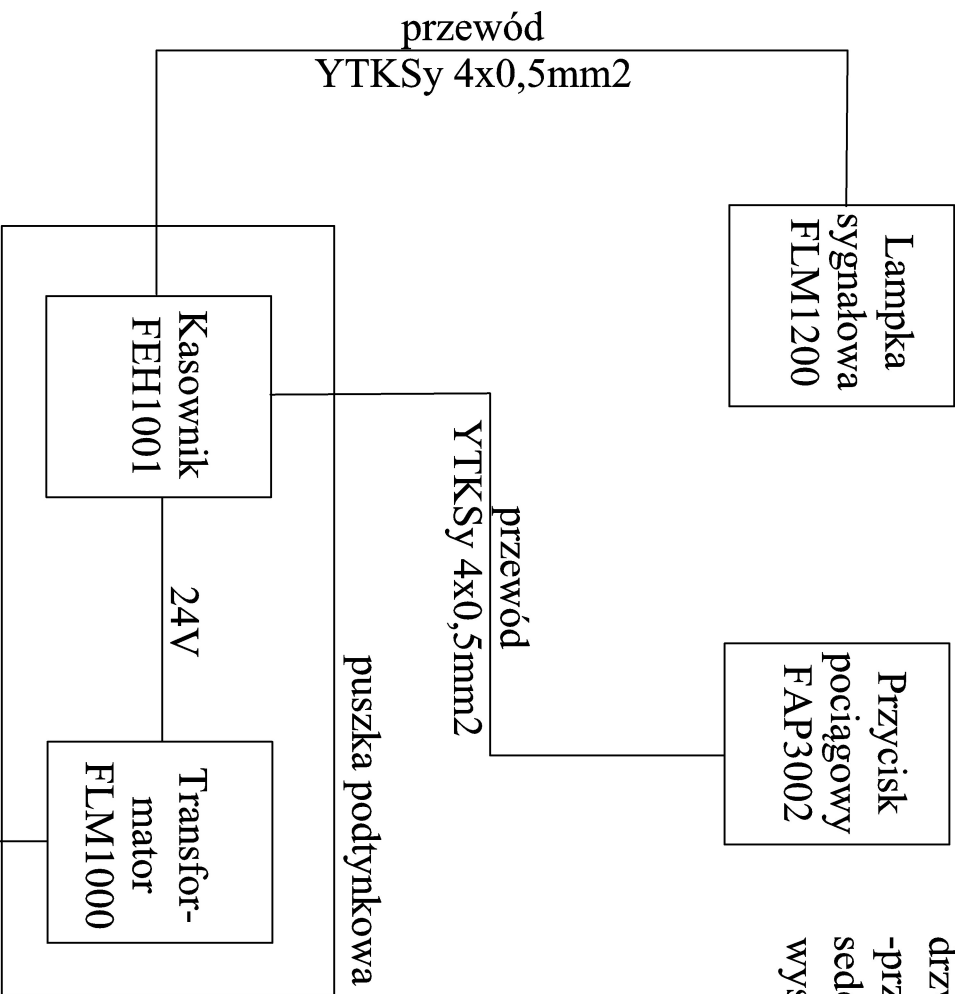 przewód
YTKSy 4x0,5mm2
Lampka
sygnałowa
FLM1200
Kasownik
FEH1001
przewód
YTKSy 4x0,5mm2
24V
puszka podtynkowa
Przycisk
pociągowy
FAP3002
Transfor-
mator
FLM1000